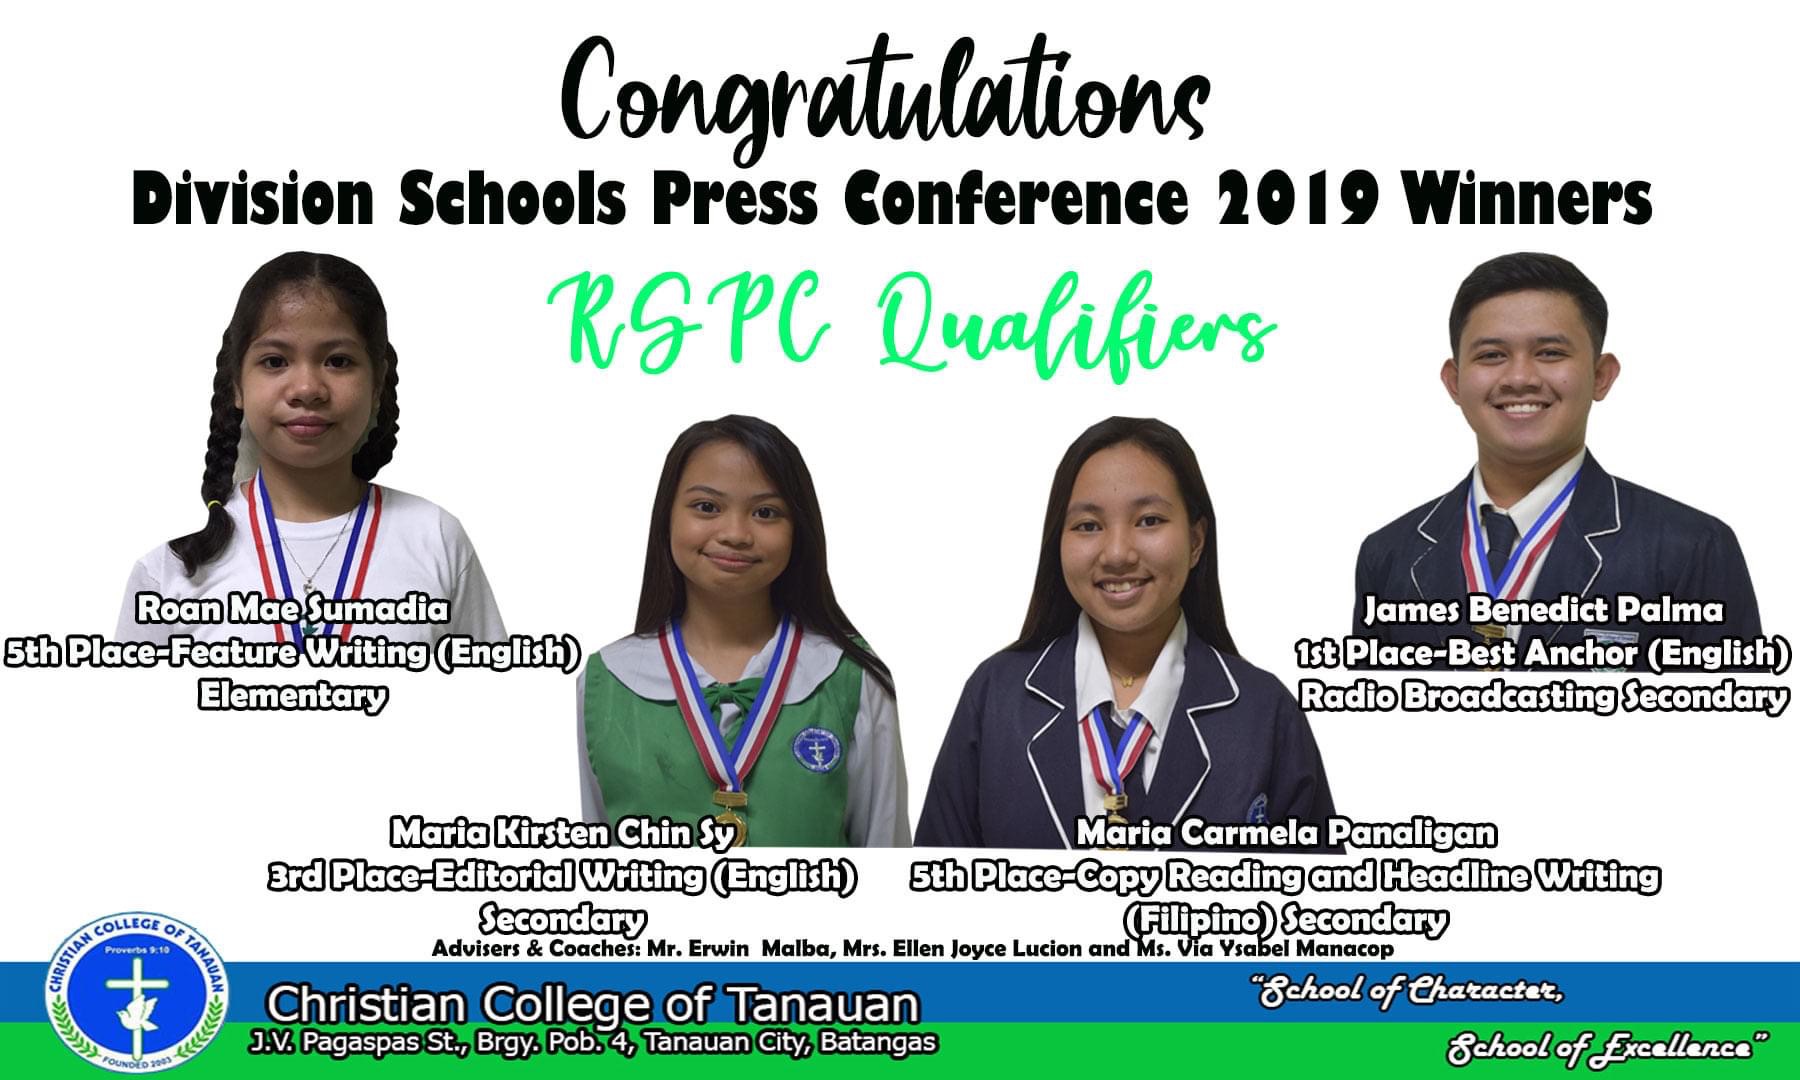 Congratulations
Division Schools Press Conference 2019 Winners
RSPC Qualifiers
Roan Mae Sumadia
5th Place-Feature Writing (English)
Elementary
James Benedict Palma
1st Place-Best Anchor (English)
Radio Broadcasting Secondary
Maria Kirsten Chin Sy
3rd Place-Editorial Writing (English)
Secondary
Maria Carmela Panaligan
5th Place-Copy Reading and Headline Writing
(Filipino) Secondary
Advisers & Coaches: Mr. Erwin Malba, Mrs. Ellen Joyce Lucion and Ms. Via Ysabel Manacop
CHRISTIAN COLLEGE OF TANAUAN
Proverbs 9:10
FOUNDED 2003
Christian College of Tanauan
J.V. Pagaspas St., Brgy. Pob. 4, Tanauan City, Batangas
"School of Character,
School of Excellence"